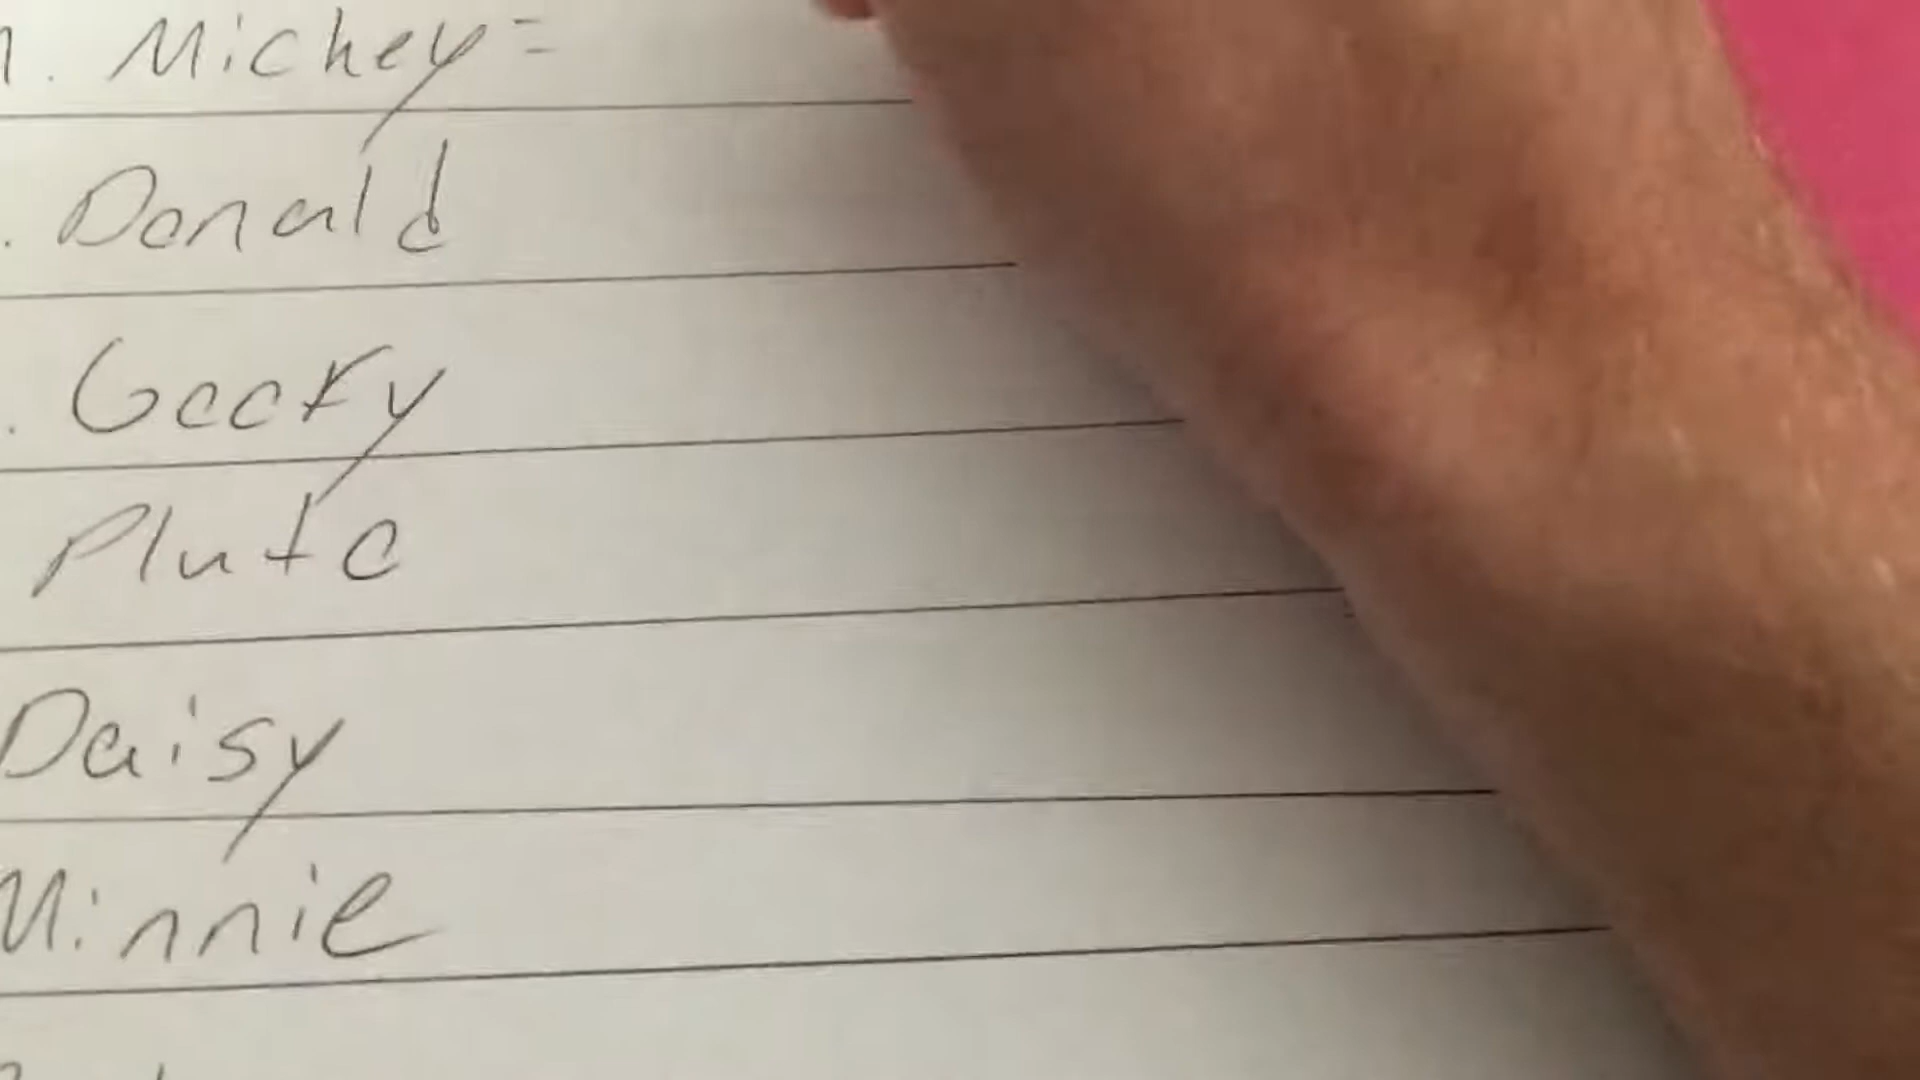 . Mickey =
. Donald
. Goofy
Pluto
Daisy
Minnie